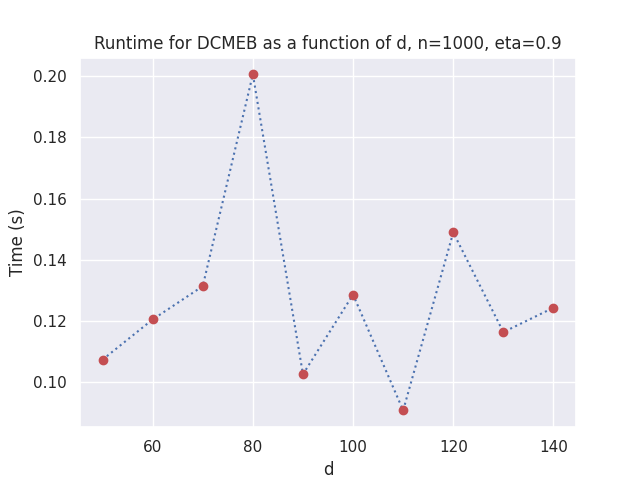 Runtime for DCMEB as a function of d, n=1000, eta=0.9
0.20
0.18
0.16
0.14
0.12
0.10
Time (s)
60 80 100 120 140
d